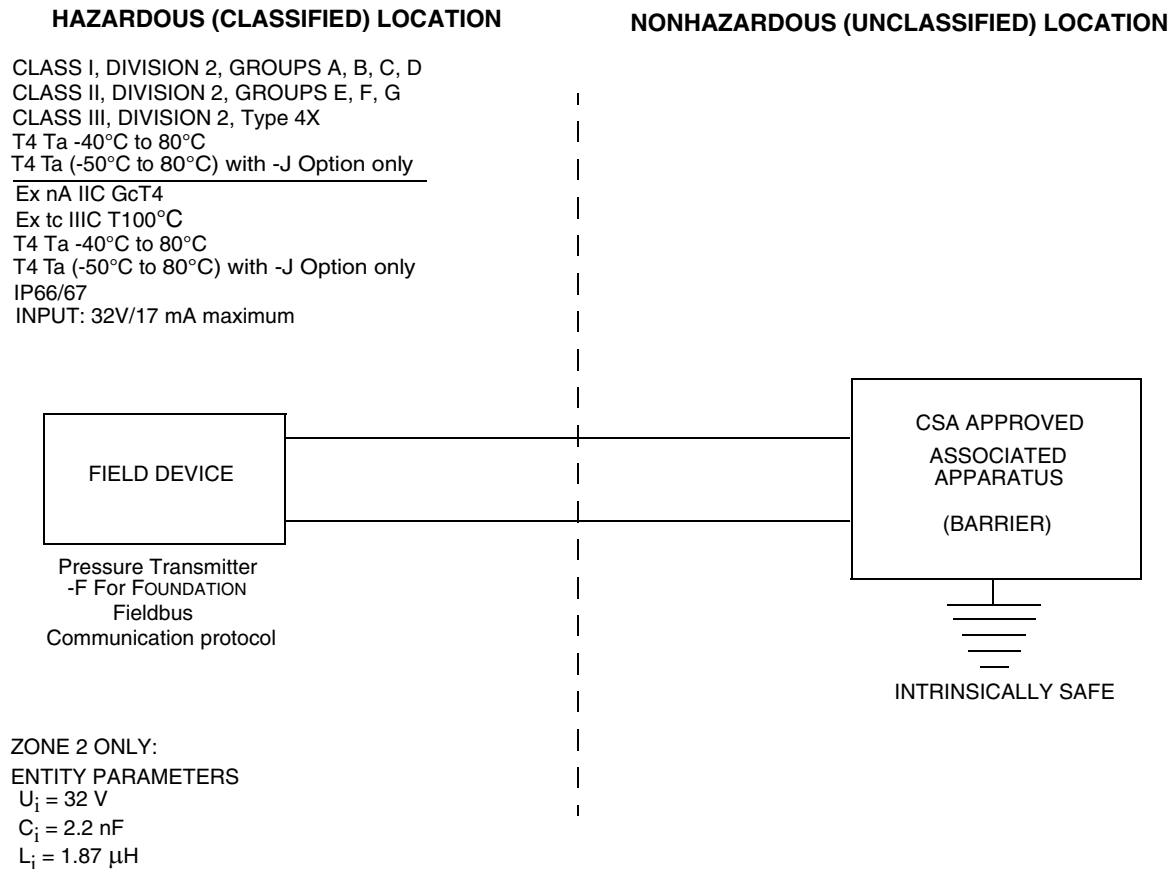 HAZARDOUS (CLASSIFIED) LOCATION
NONHAZARDOUS (UNCLASSIFIED) LOCATION
CLASS I, DIVISION 2, GROUPS A, B, C, D
CLASS II, DIVISION 2, GROUPS E, F, G
CLASS III, DIVISION 2, Type 4X
T4 Ta -40°C to 80°C
T4 Ta (-50°C to 80°C) with -J Option only
Ex nA IIC GcT4
Ex tc IIIC T100°C
T4 Ta -40°C to 80°C
T4 Ta (-50°C to 80°C) with -J Option only
IP66/67
INPUT: 32V/17 mA maximum
FIELD DEVICE
Pressure Transmitter
-F For FOUNDATION
Fieldbus
Communication protocol
CSA APPROVED
ASSOCIATED
APPARATUS
(BARRIER)
INTRINSICALLY SAFE
ZONE 2 ONLY:
ENTITY PARAMETERS
Ui = 32 V
Ci = 2.2 nF
Li = 1.87 µH